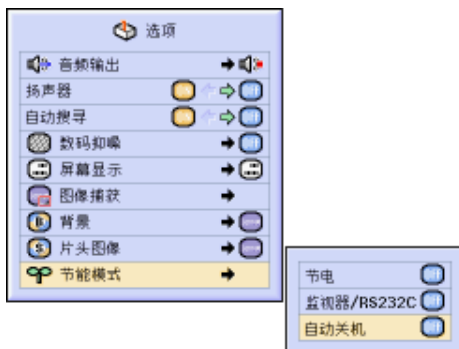 选项
音频输出
扬声器
自动搜寻
数码抑噪
屏幕显示
图像捕获
背景
片头图像
节能模式
节电
监视器/RS232C
自动关机